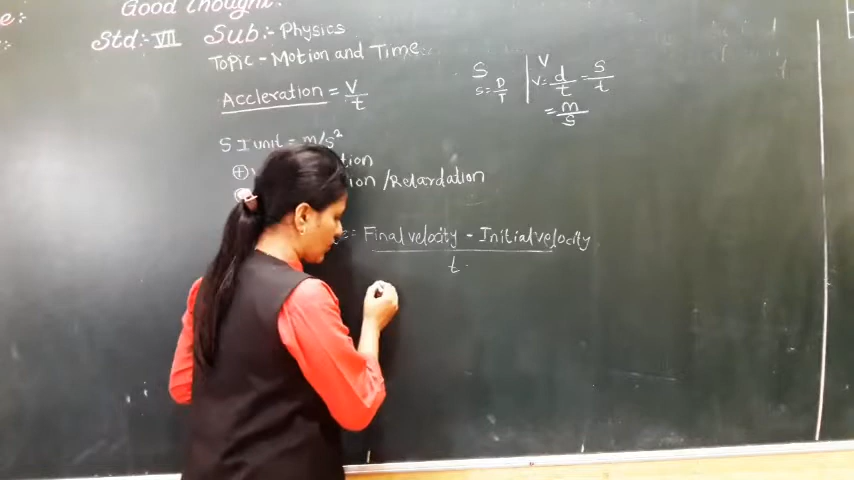 Good Thought:
Std:- VII Sub:- Physics
Topic - Motion and Time:
Accleration = V/t
S I unit = m/s²
(+)
tion
ion /Retardation
= Final velocity - Initial velocity
t
S
S = D/T
V
V = d/t = S/t
= m/s